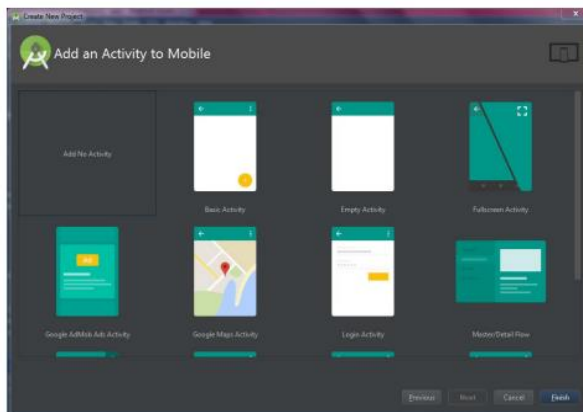 Create New Project
Add an Activity to Mobile
Add No Activity
Basic Activity
Empty Activity
Fullscreen Activity
Ad
Google AdMob Ads Activity
Google Maps Activity
Login Activity
Master/Detail Flow
Previous
Next
Cancel
Finish